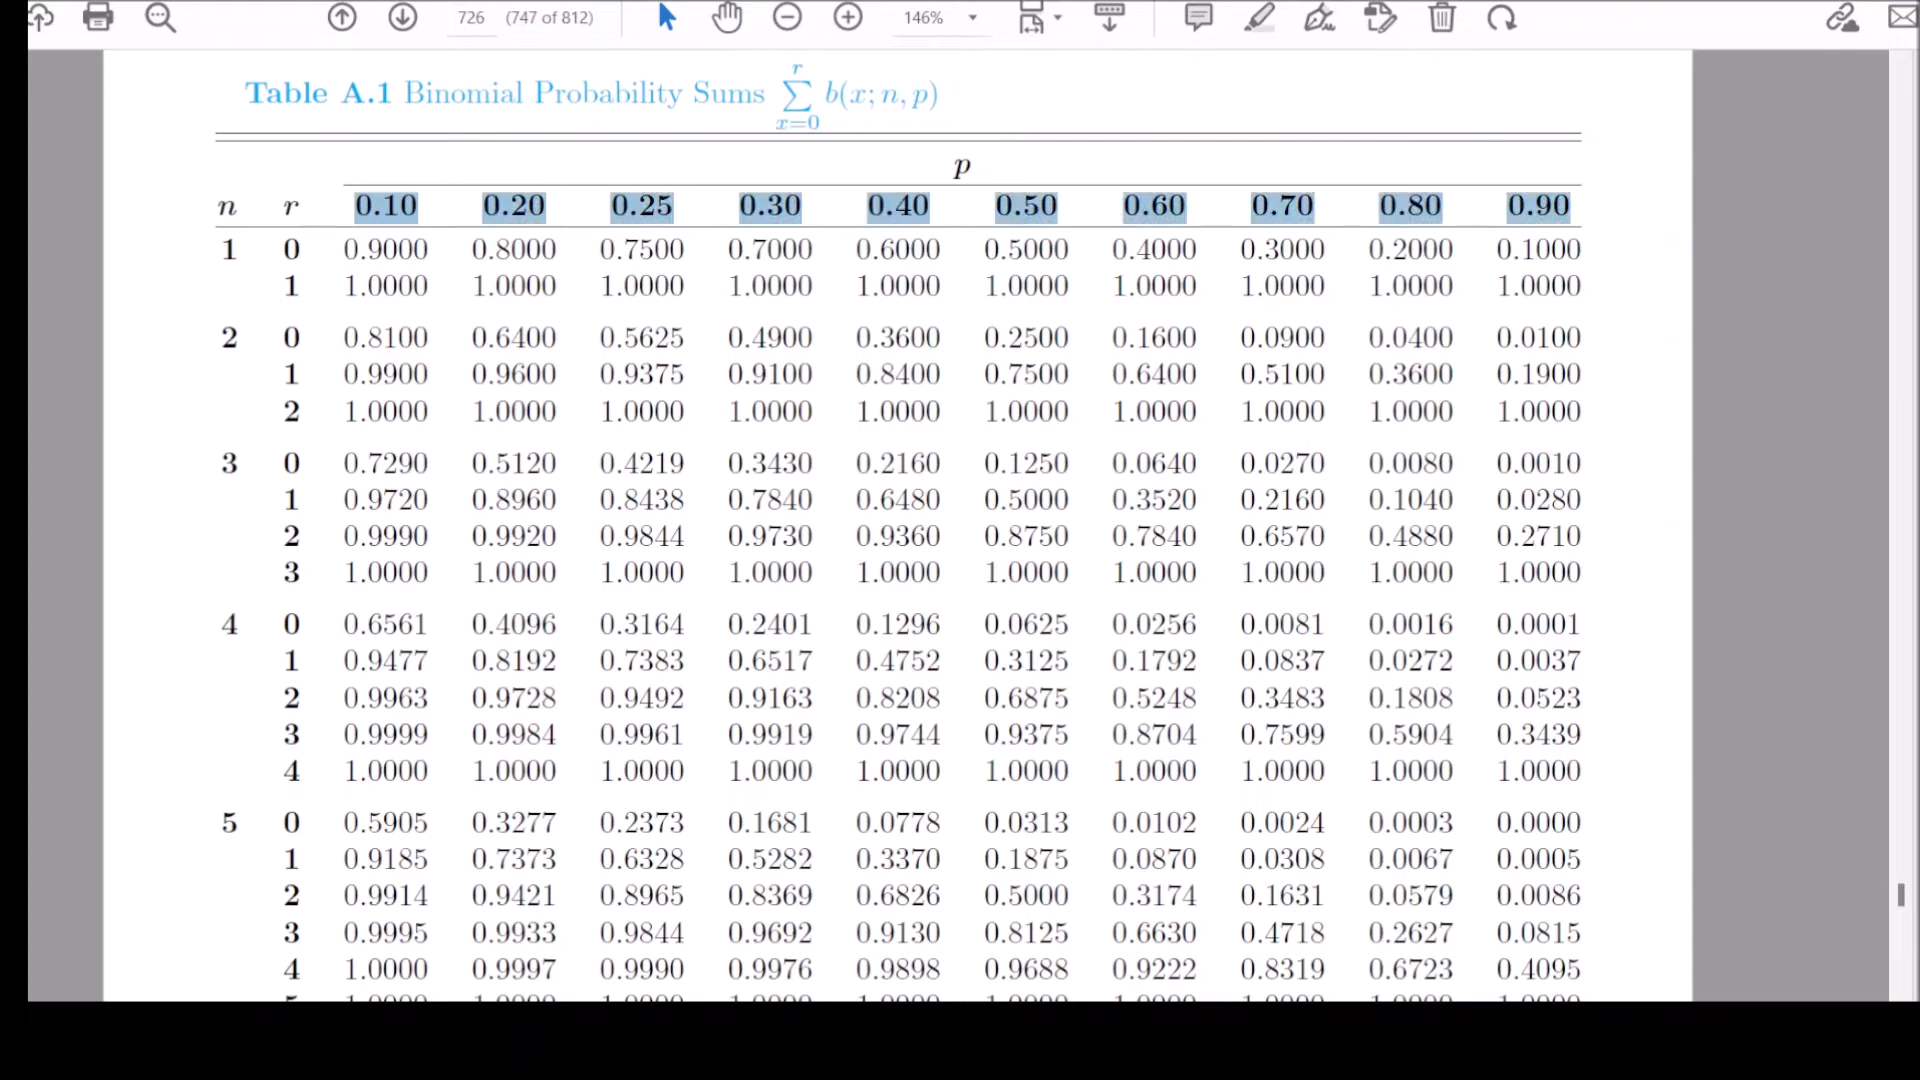 726 (747 of 812) 146%
Table A.1 Binomial Probability Sums r∑x=0 b(x; n, p)
p
n r 0.10 0.20 0.25 0.30 0.40 0.50 0.60 0.70 0.80 0.90
1 0 0.9000 0.8000 0.7500 0.7000 0.6000 0.5000 0.4000 0.3000 0.2000 0.1000
1 1.0000 1.0000 1.0000 1.0000 1.0000 1.0000 1.0000 1.0000 1.0000 1.0000
2 0 0.8100 0.6400 0.5625 0.4900 0.3600 0.2500 0.1600 0.0900 0.0400 0.0100
1 0.9900 0.9600 0.9375 0.9100 0.8400 0.7500 0.6400 0.5100 0.3600 0.1900
2 1.0000 1.0000 1.0000 1.0000 1.0000 1.0000 1.0000 1.0000 1.0000 1.0000
3 0 0.7290 0.5120 0.4219 0.3430 0.2160 0.1250 0.0640 0.0270 0.0080 0.0010
1 0.9720 0.8960 0.8438 0.7840 0.6480 0.5000 0.3520 0.2160 0.1040 0.0280
2 0.9990 0.9920 0.9844 0.9730 0.9360 0.8750 0.7840 0.6570 0.4880 0.2710
3 1.0000 1.0000 1.0000 1.0000 1.0000 1.0000 1.0000 1.0000 1.0000 1.0000
4 0 0.6561 0.4096 0.3164 0.2401 0.1296 0.0625 0.0256 0.0081 0.0016 0.0001
1 0.9477 0.8192 0.7383 0.6517 0.4752 0.3125 0.1792 0.0837 0.0272 0.0037
2 0.9963 0.9728 0.9492 0.9163 0.8208 0.6875 0.5248 0.3483 0.1808 0.0523
3 0.9999 0.9984 0.9961 0.9919 0.9744 0.9375 0.8704 0.7599 0.5904 0.3439
4 1.0000 1.0000 1.0000 1.0000 1.0000 1.0000 1.0000 1.0000 1.0000 1.0000
5 0 0.5905 0.3277 0.2373 0.1681 0.0778 0.0313 0.0102 0.0024 0.0003 0.0000
1 0.9185 0.7373 0.6328 0.5282 0.3370 0.1875 0.0870 0.0308 0.0067 0.0005
2 0.9914 0.9421 0.8965 0.8369 0.6826 0.5000 0.3174 0.1631 0.0579 0.0086
3 0.9995 0.9933 0.9844 0.9692 0.9130 0.8125 0.6630 0.4718 0.2627 0.0815
4 1.0000 0.9997 0.9990 0.9976 0.9898 0.9688 0.9222 0.8319 0.6723 0.4095